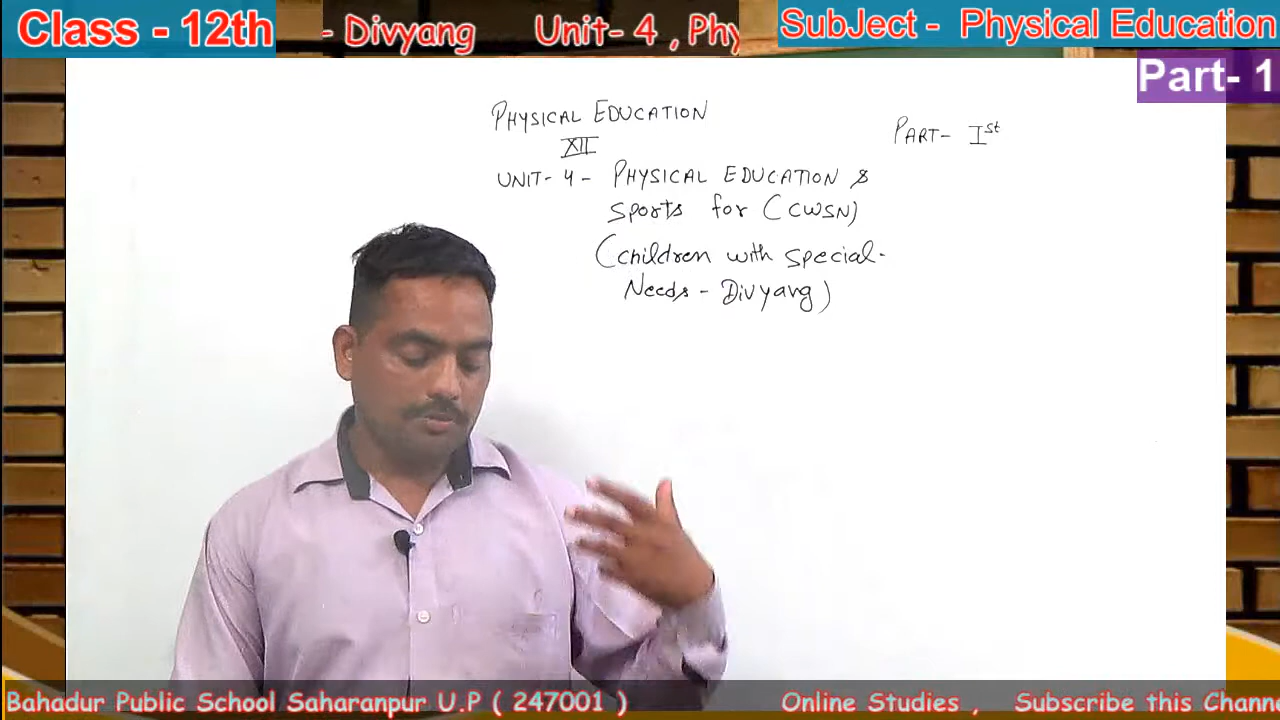 Class - 12th
- Divyang Unit- 4 , Phy
SubJect - Physical Education
Part- 1
PHYSICAL EDUCATION
XII
PART- Ist
UNIT- 4 - PHYSICAL EDUCATION &
Sports for (CWSN)
(children with special-
Needs - Divyang)
Bahadur Public School Saharanpur U.P ( 247001 )
Online Studies , Subscribe this Chann